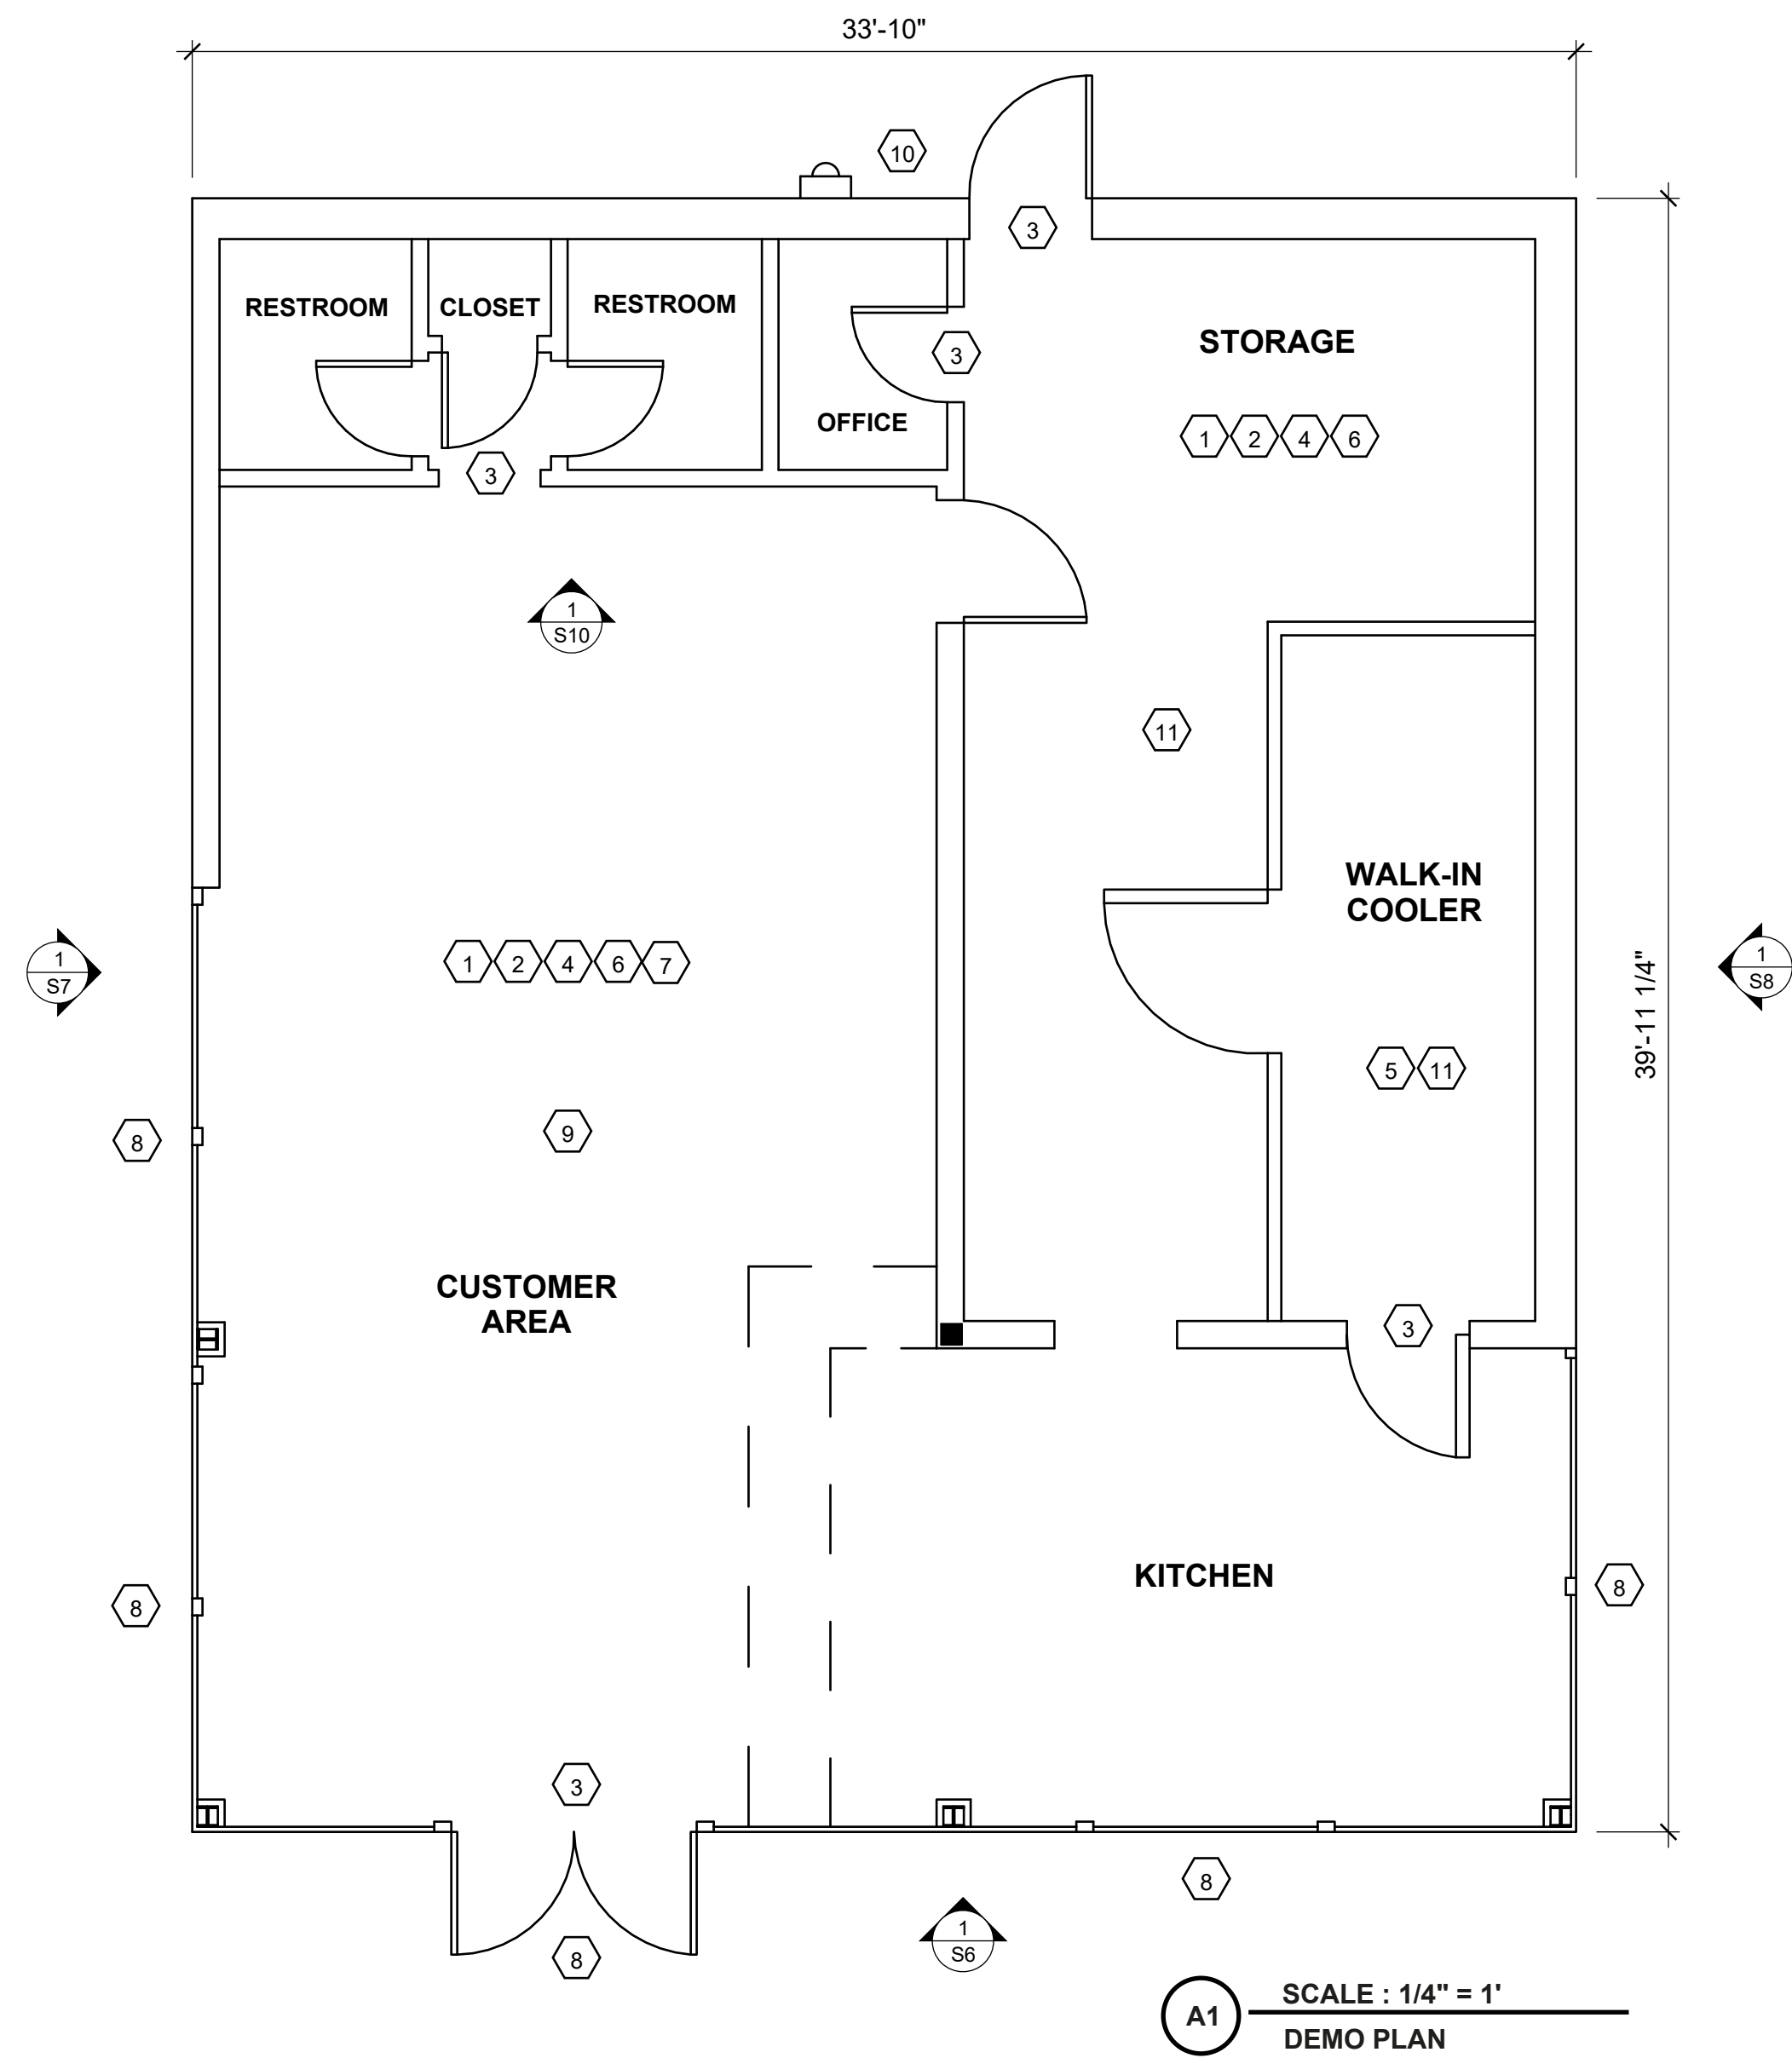 33'-10"
10
3
RESTROOM
CLOSET
RESTROOM
STORAGE
3
OFFICE
1 2 4 6
3
1
S10
11
WALK-IN
COOLER
1
S7
1 2 4 6 7
1
S8
39'-11 1/4"
5 11
8
9
CUSTOMER
AREA
3
KITCHEN
8
8
3
8
1
S6
8
A1
SCALE : 1/4" = 1'
DEMO PLAN